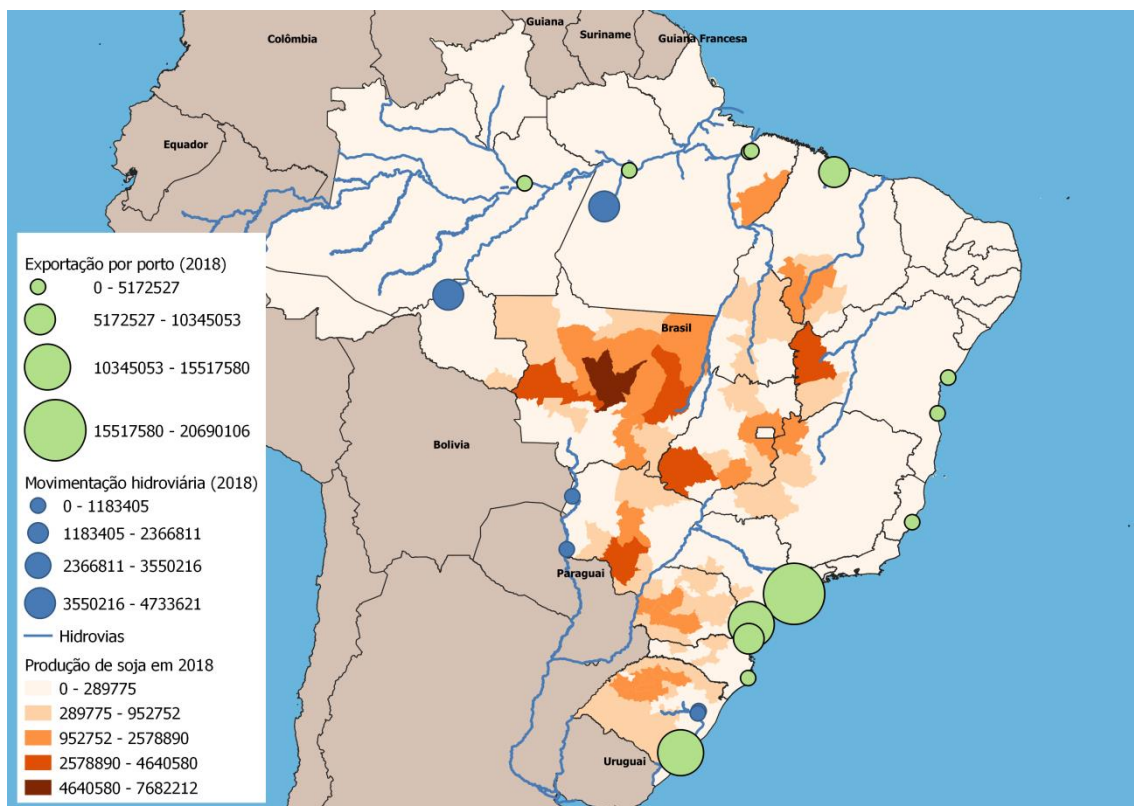 Guiana
Suriname
Guiana Francesa
Colômbia
Equador
Brasil
Bolivia
Paraguai
Uruguai
Exportação por porto (2018)
0 - 5172527
5172527 - 10345053
10345053 - 15517580
15517580 - 20690106
Movimentação hidroviária (2018)
0 - 1183405
1183405 - 2366811
2366811 - 3550216
3550216 - 4733621
Hidrovias
Produção de soja em 2018
0 - 289775
289775 - 952752
952752 - 2578890
2578890 - 4640580
4640580 - 7682212